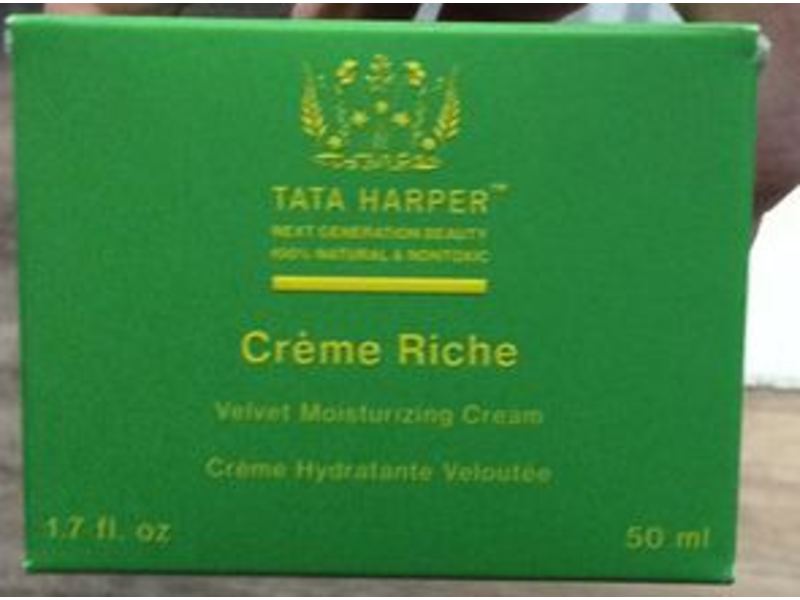 TATA HARPER™
NEXT GENERATION BEAUTY
100% NATURAL & NONTOXIC
Crème Riche
Velvet Moisturizing Cream
Crème Hydratante Veloutée
1.7 fl. oz
50 ml